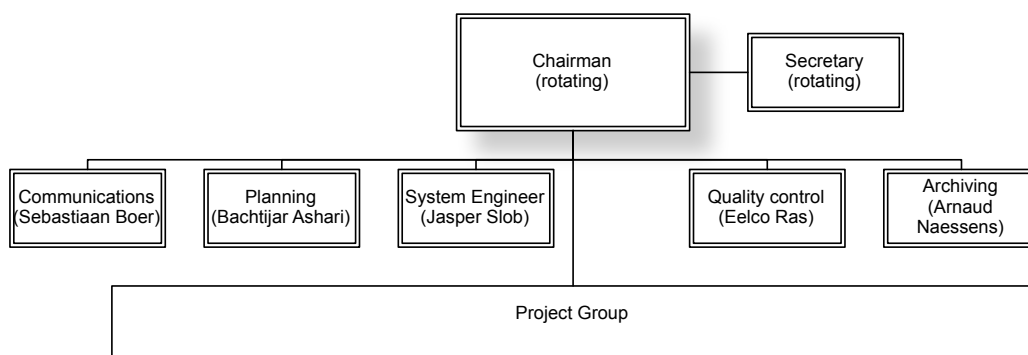 Chairman
(rotating)
Secretary
(rotating)
Communications
(Sebastiaan Boer)
Planning
(Bachtijar Ashari)
System Engineer
(Jasper Slob)
Quality control
(Eelco Ras)
Archiving
(Arnaud
Naessens)
Project Group